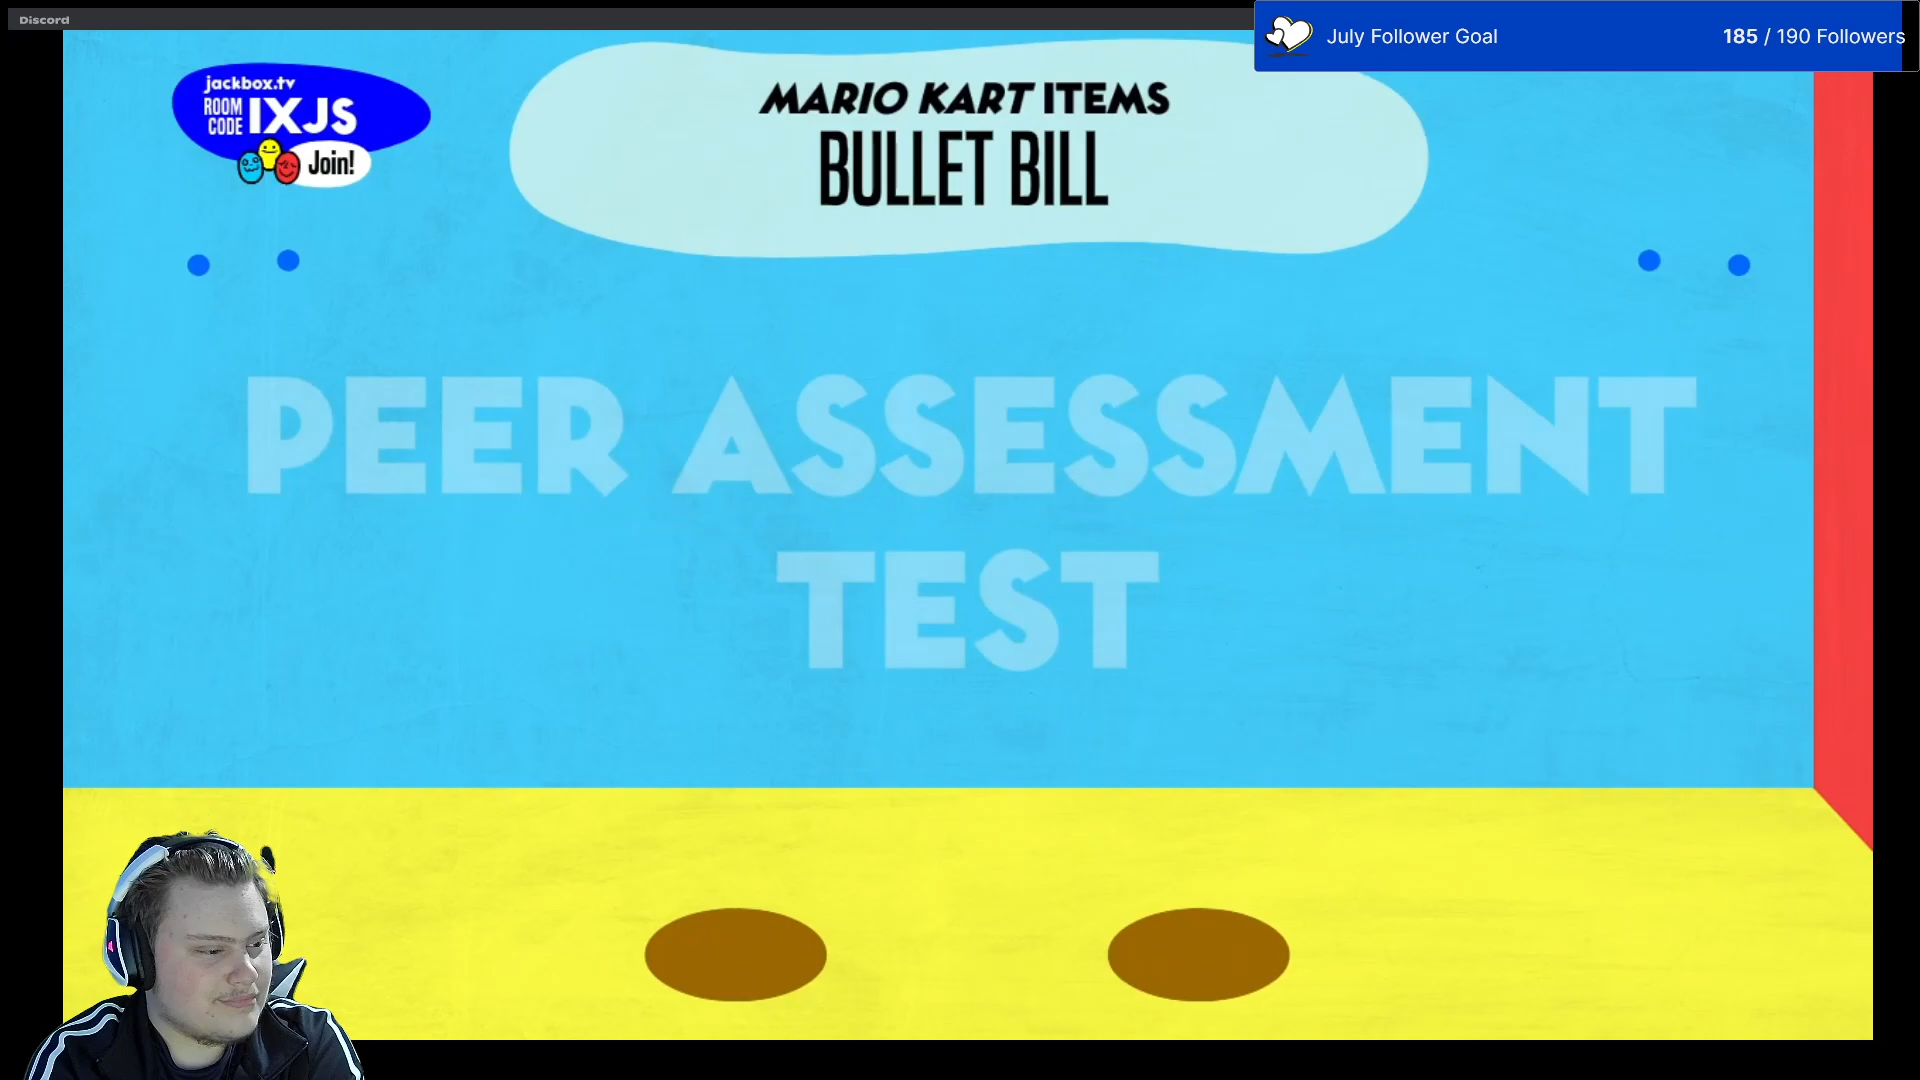 Discord
July Follower Goal
185 / 190 Followers
jackbox.tv
ROOM CODE IXJS
Join!
MARIO KART ITEMS
BULLET BILL
PEER ASSESSMENT
TEST